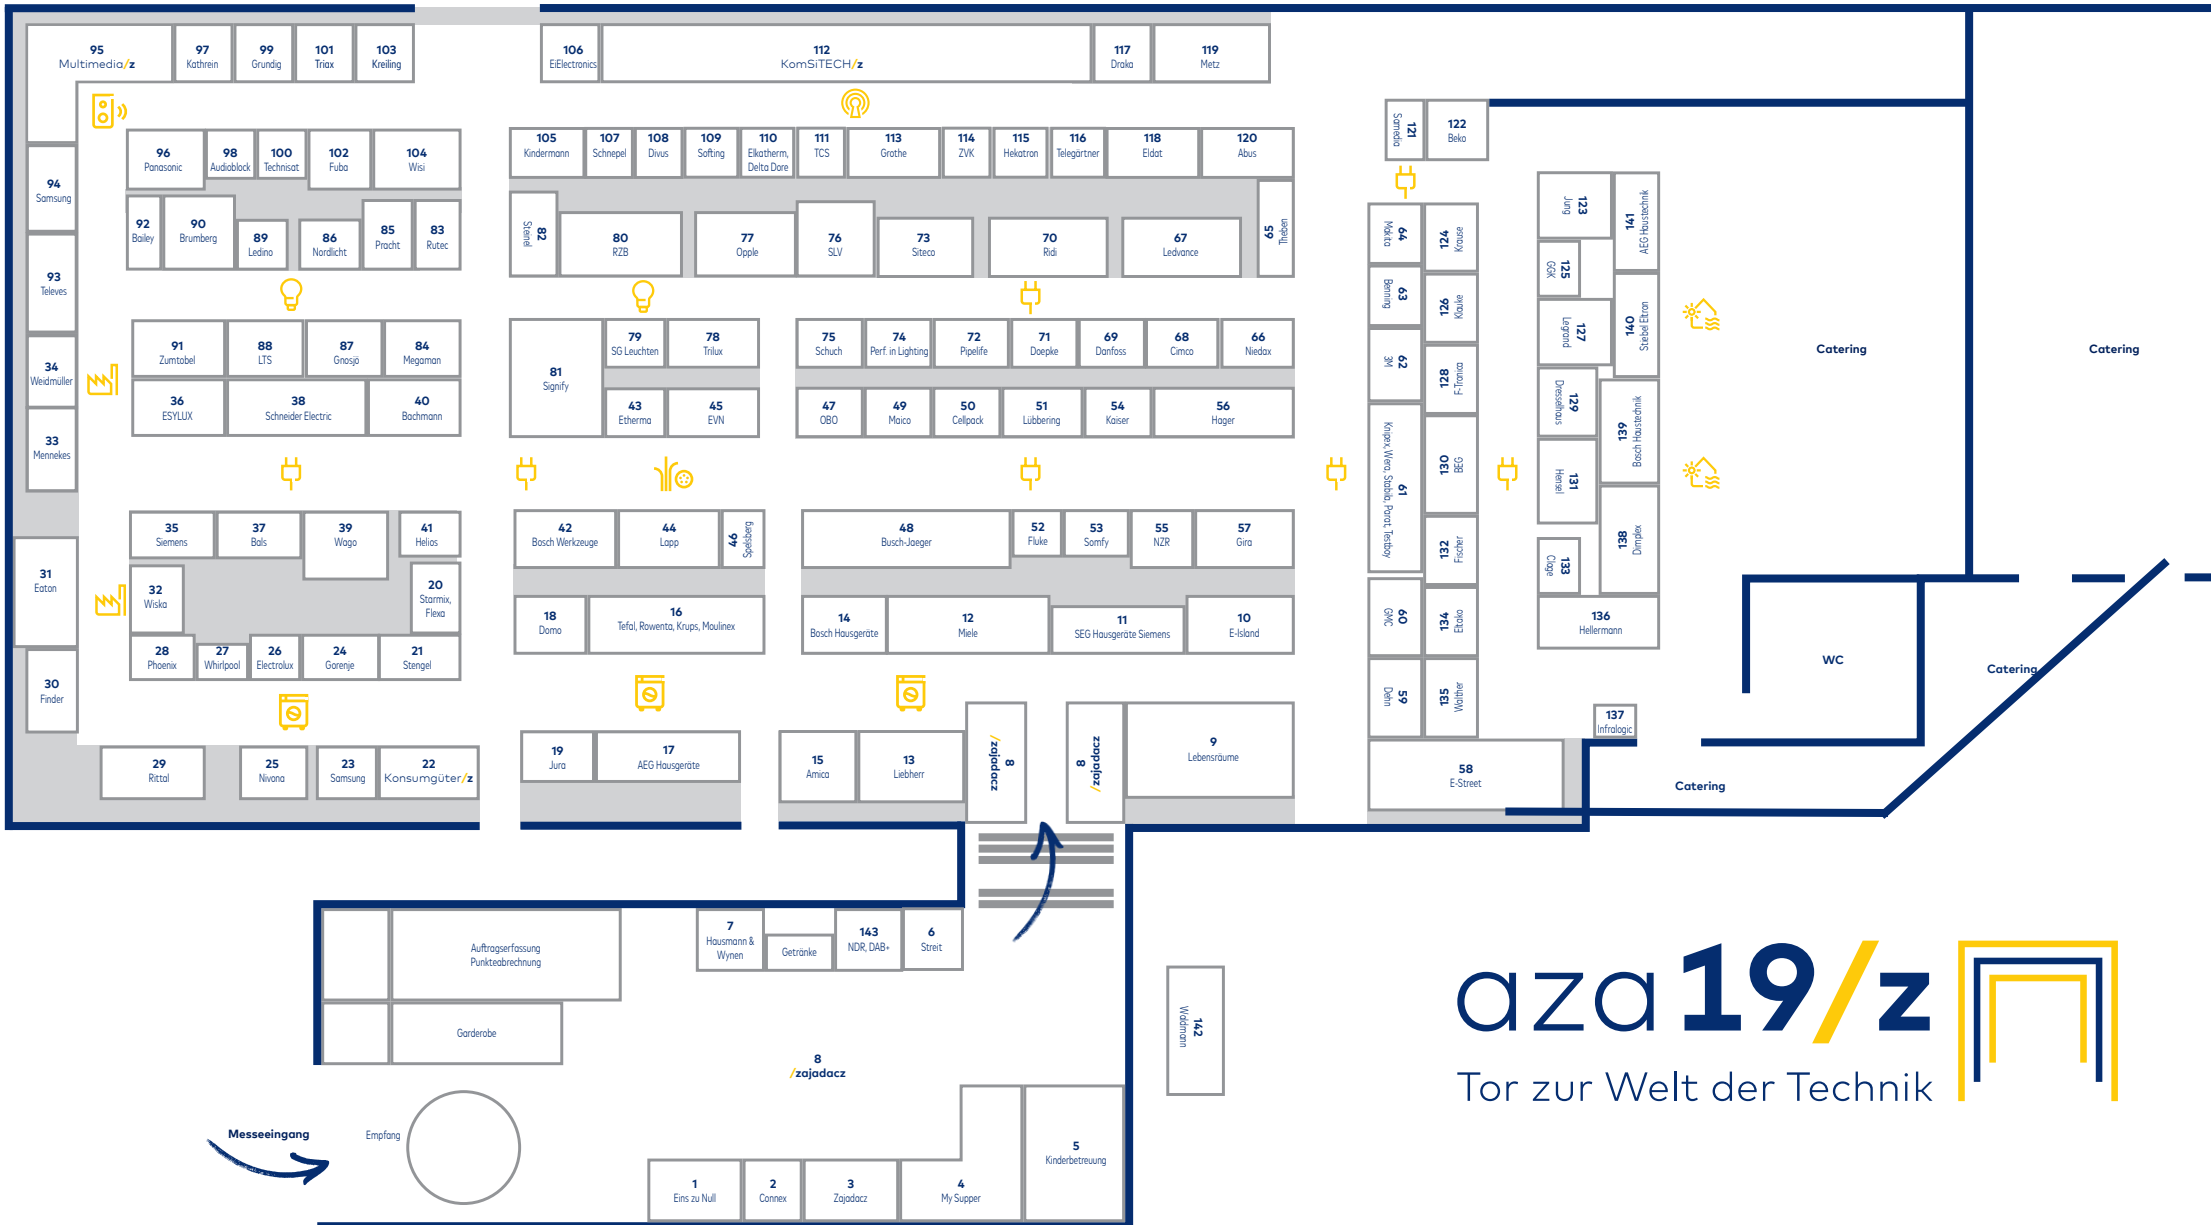 95
Multimedia/z
97
Kathrein
99
Grundig
101
Triax
103
Kreiling
106
EiElectronics
112
KomSiTECH/z
117
Draka
119
Metz
96
Panasonic
98
Audioblock
100
Technisat
102
Fuba
104
Wisi
105
Kindermann
107
Schnepel
108
Divus
109
Softing
110
Elkatherm,
Delta Dore
111
TCS
113
Grothe
114
ZVK
115
Hekatron
116
Telegärtner
118
Eldat
120
Abus
121
Samedia
122
Beko
94
Samsung
92
Bailey
90
Brumberg
89
Ledino
86
Nordlicht
85
Pracht
83
Rutec
82
Steinel
80
RZB
77
Opple
76
SLV
73
Siteco
70
Ridi
67
Ledvance
65
Theben
64
Makita
124
Krause
123
Jung
141
AEG Haustechnik
93
Televes
63
Benning
126
Klauke
125
GGK
127
Legrand
140
Stiebel Eltron
91
Zumtobel
88
LTS
87
Gnosjö
84
Megaman
81
Signify
79
SG Leuchten
78
Trilux
75
Schuch
74
Perf. in Lighting
72
Pipelife
71
Doepke
69
Danfoss
68
Cimco
66
Niedax
62
3M
128
F-Tronica
129
Dresselhaus
139
Bosch Haustechnik
Catering
Catering
34
Weidmüller
36
ESYLUX
38
Schneider Electric
40
Bachmann
43
Etherma
45
EVN
47
OBO
49
Maico
50
Cellpack
51
Lübbering
54
Kaiser
56
Hager
33
Mennekes
61
Knipex, Wera, Stabila, Parat, Testboy
130
BEG
131
Hensel
35
Siemens
37
Bals
39
Wago
41
Helios
42
Bosch Werkzeuge
44
Lapp
46
Spelsberg
48
Busch-Jaeger
52
Fluke
53
Somfy
55
NZR
57
Gira
132
Fischer
133
Clage
138
Dimplex
31
Eaton
32
Wiska
20
Starmix,
Flexa
18
Domo
16
Tefal, Rowenta, Krups, Moulinex
14
Bosch Hausgeräte
12
Miele
11
SEG Hausgeräte Siemens
10
E-Island
60
GMC
134
Eltako
136
Hellermann
28
Phoenix
27
Whirlpool
26
Electrolux
24
Gorenje
21
Stengel
30
Finder
59
Dehn
135
Walther
WC
Catering
137
Infralogic
29
Rittal
25
Nivona
23
Samsung
22
Konsumgüter/z
19
Jura
17
AEG Hausgeräte
15
Amica
13
Liebherr
8
/zajadacz
8
/zajadacz
9
Lebensräume
58
E-Street
Catering
Auftragserfassung
Punkteabrechnung
7
Hausmann &
Wynen
Getränke
143
NDR, DAB+
6
Streit
Garderobe
142
Waldmann
8
/zajadacz
Messeeingang
Empfang
1
Eins zu Null
2
Connex
3
Zajadacz
4
My Supper
5
Kinderbetreuung
aza 19/z
Tor zur Welt der Technik